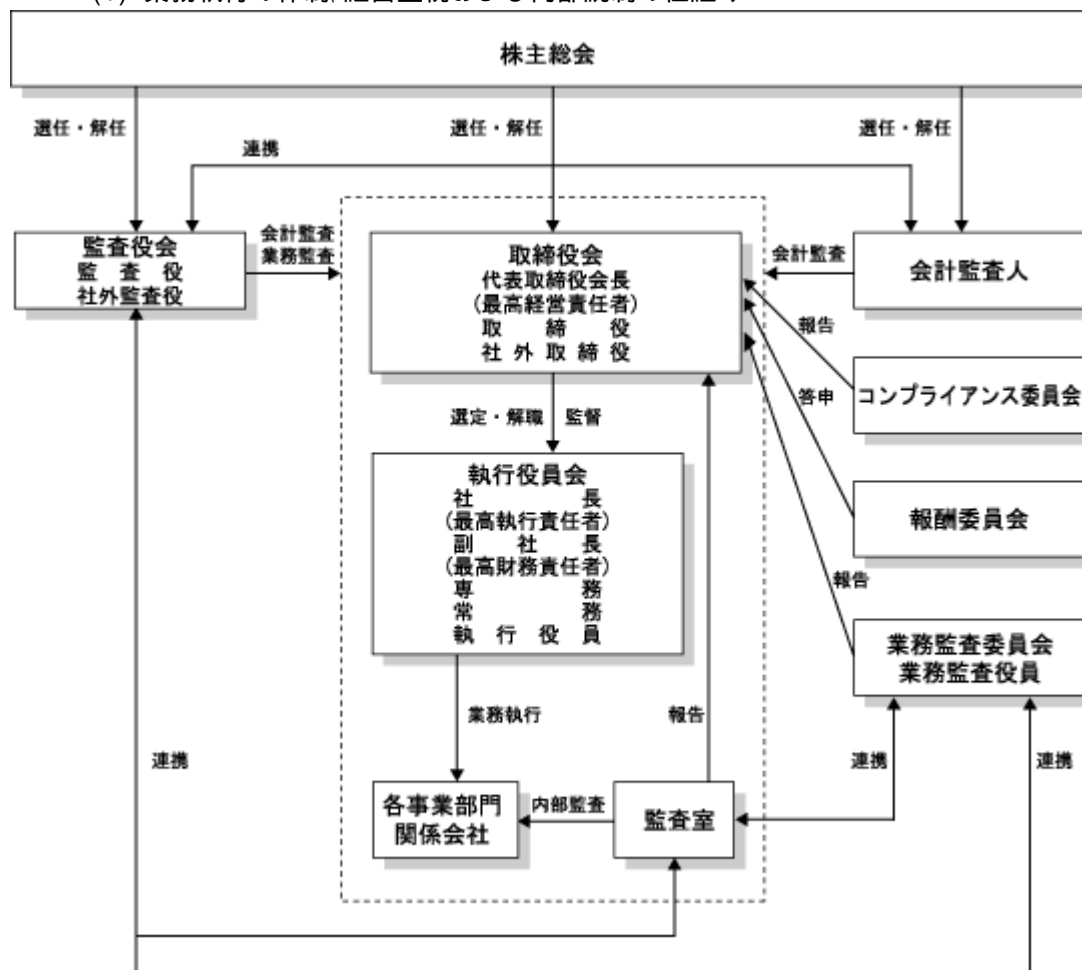 株主総会
選任・解任
選任・解任
選任・解任
連携
監査役会
監査役
社外監査役
会計監査
業務監査
取締役会
代表取締役会長
(最高経営責任者)
取締役
社外取締役
会計監査
会計監査人
報告
コンプライアンス委員会
答申
選定・解職
監督
執行役員会
社長
(最高執行責任者)
副社長
(最高財務責任者)
専務
常務
執行役員
報酬委員会
報告
業務監査委員会
業務監査役員
業務執行
報告
連携
連携
連携
各事業部門
関係会社
内部監査
監査室